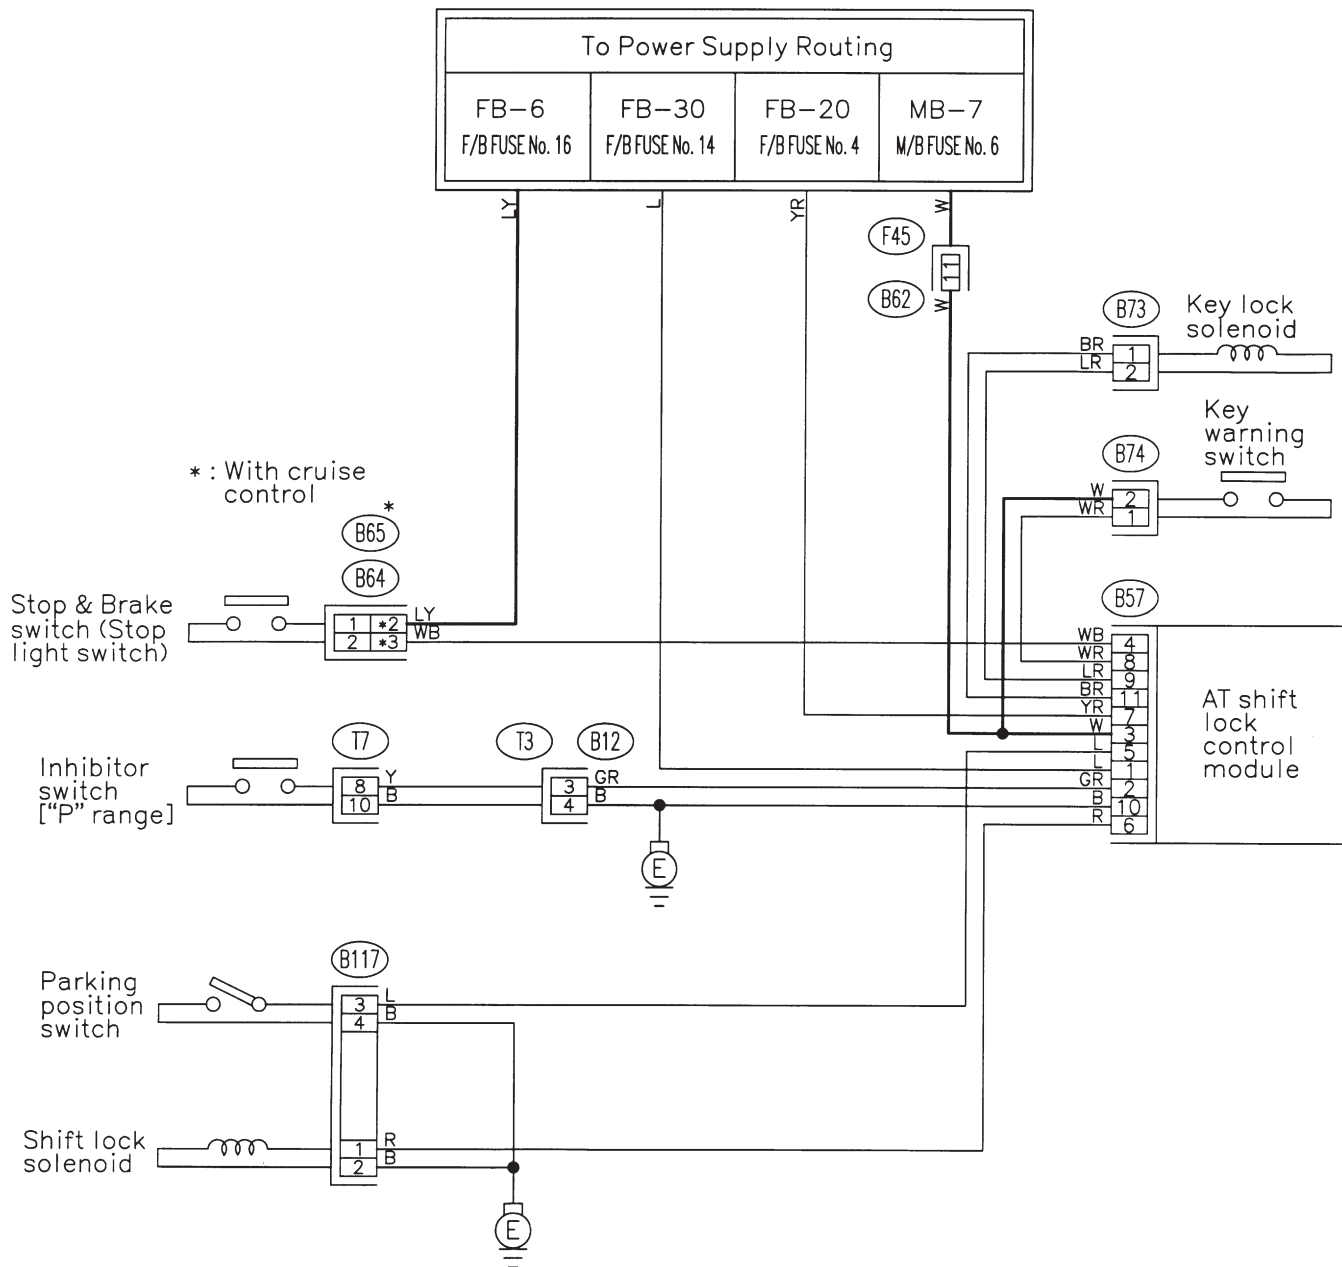 To Power Supply Routing
FB-6
F/B FUSE No. 16
FB-30
F/B FUSE No. 14
FB-20
F/B FUSE No. 4
MB-7
M/B FUSE No. 6
LY
L
YR
W
F45
1
1
B62
W
B73
Key lock
solenoid
BR
1
LR
2
Key
warning
switch
B74
W
2
WR
1
* : With cruise
control
*
B65
B64
Stop & Brake
switch (Stop
light switch)
1 *2 LY
2 *3 WB
B57
WB 4
WR 8
LR 9
BR 11
YR 7
W 3
L 5
L 1
GR 2
B 10
R 6
AT shift
lock
control
module
Inhibitor
switch
["P" range]
T7
8 Y
10 B
T3
B12
3 GR
4 B
E
Parking
position
switch
B117
3 L
4 B
Shift lock
solenoid
1 R
2 B
E